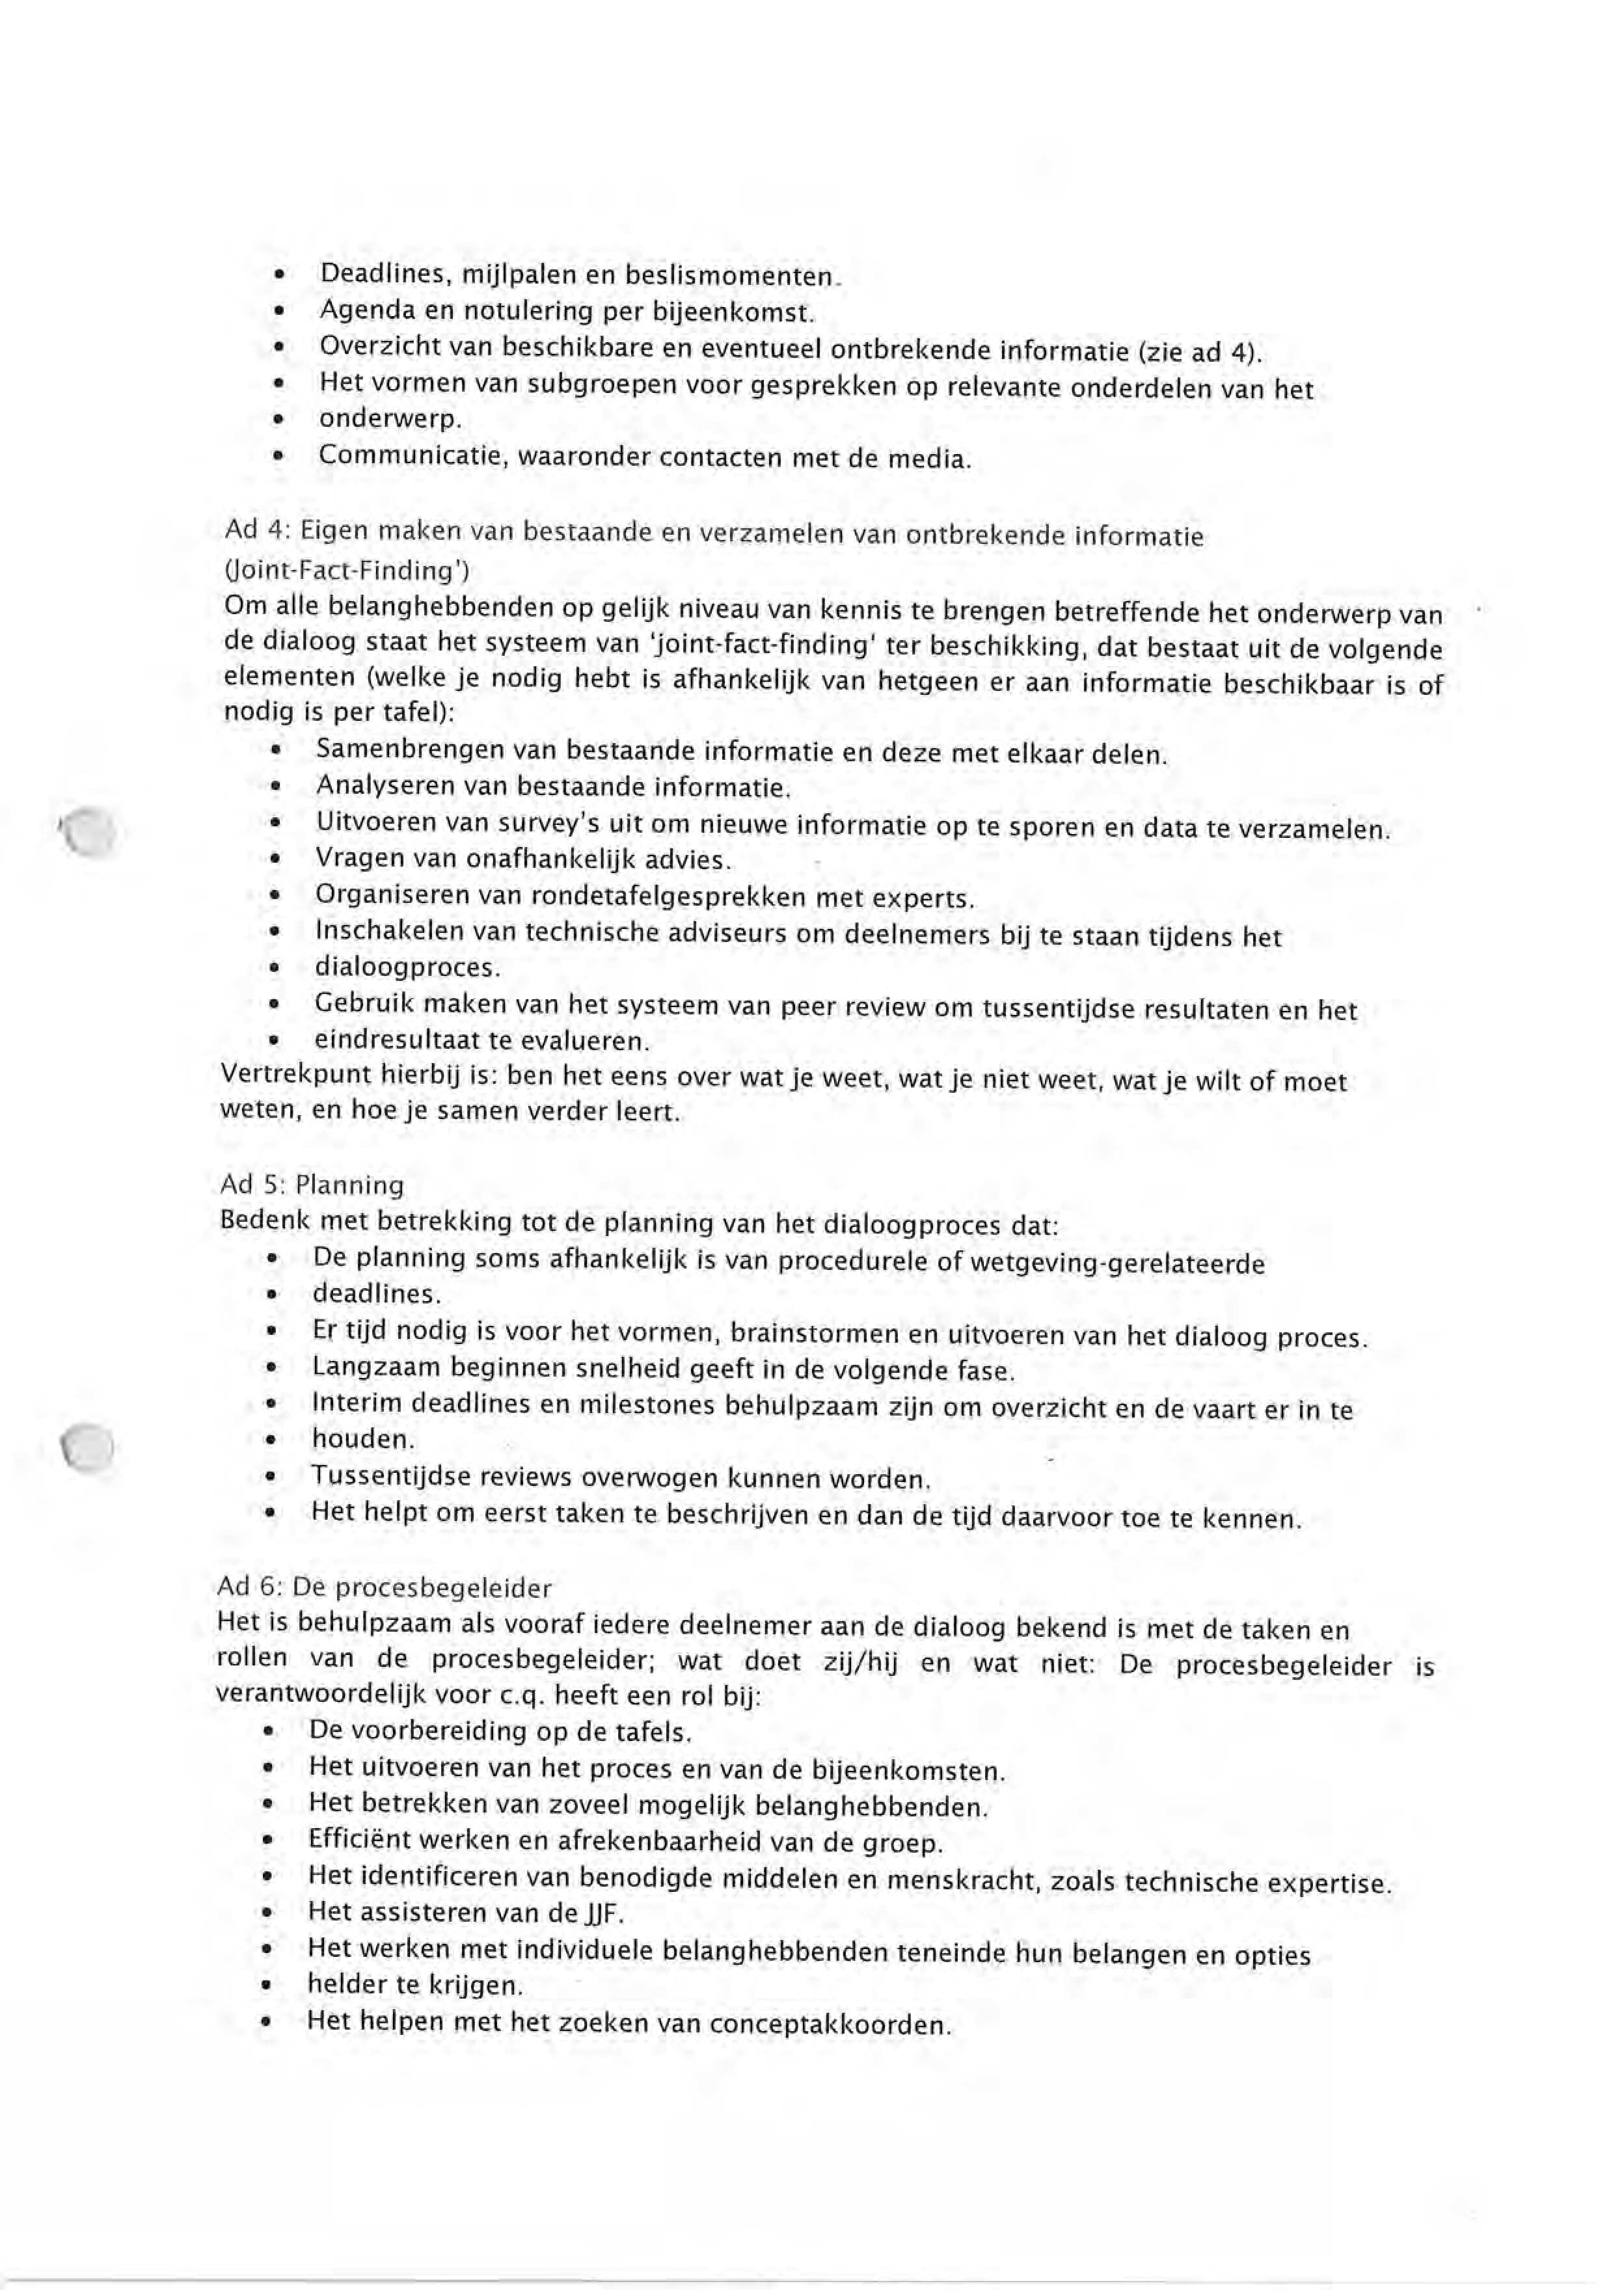 • Deadlines, mijlpalen en beslismomenten.
• Agenda en notulering per bijeenkomst.
• Overzicht van beschikbare en eventueel ontbrekende informatie (zie ad 4).
• Het vormen van subgroepen voor gesprekken op relevante onderdelen van het
• onderwerp.
• Communicatie, waaronder contacten met de media.
Ad 4: Eigen maken van bestaande en verzamelen van ontbrekende informatie
(Joint-Fact-Finding')
Om alle belanghebbenden op gelijk niveau van kennis te brengen betreffende het onderwerp van
de dialoog staat het systeem van 'joint-fact-finding' ter beschikking, dat bestaat uit de volgende
elementen (welke je nodig hebt is afhankelijk van hetgeen er aan informatie beschikbaar is of
nodig is per tafel):
• Samenbrengen van bestaande informatie en deze met elkaar delen.
• Analyseren van bestaande informatie.
• Uitvoeren van survey's uit om nieuwe informatie op te sporen en data te verzamelen.
• Vragen van onafhankelijk advies.
• Organiseren van rondetafelgesprekken met experts.
• Inschakelen van technische adviseurs om deelnemers bij te staan tijdens het
• dialoogproces.
• Gebruik maken van het systeem van peer review om tussentijdse resultaten en het
• eindresultaat te evalueren.
Vertrekpunt hierbij is: ben het eens over wat je weet, wat je niet weet, wat je wilt of moet
weten, en hoe je samen verder leert.
Ad 5: Planning
Bedenk met betrekking tot de planning van het dialoogproces dat:
• De planning soms afhankelijk is van procedurele of wetgeving-gerelateerde
• deadlines.
• Er tijd nodig is voor het vormen, brainstormen en uitvoeren van het dialoog proces.
• Langzaam beginnen snelheid geeft in de volgende fase.
• Interim deadlines en milestones behulpzaam zijn om overzicht en de vaart er in te
• houden.
• Tussentijdse reviews overwogen kunnen worden.
• Het helpt om eerst taken te beschrijven en dan de tijd daarvoor toe te kennen.
Ad 6: De procesbegeleider
Het is behulpzaam als vooraf iedere deelnemer aan de dialoog bekend is met de taken en
rollen van de procesbegeleider; wat doet zij/hij en wat niet: De procesbegeleider is
verantwoordelijk voor c.q. heeft een rol bij:
• De voorbereiding op de tafels.
• Het uitvoeren van het proces en van de bijeenkomsten.
• Het betrekken van zoveel mogelijk belanghebbenden.
• Efficiënt werken en afrekenbaarheid van de groep.
• Het identificeren van benodigde middelen en menskracht, zoals technische expertise.
• Het assisteren van de JJF.
• Het werken met individuele belanghebbenden teneinde hun belangen en opties
• helder te krijgen.
• Het helpen met het zoeken van conceptakkoorden.